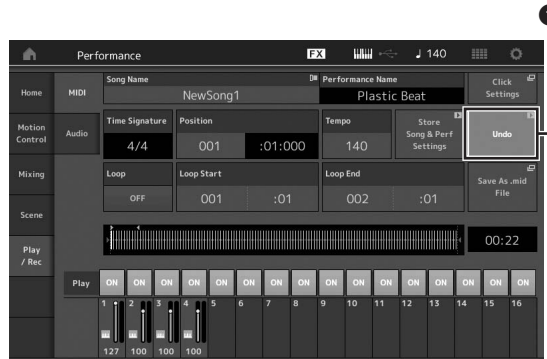 Performance FX 140
Home
Motion
Control
Mixing
Scene
Play
/ Rec
MIDI
Audio
Song Name
NewSong1
Performance Name
Plastic Beat
Click
Settings
Time Signature
4/4
Position
001 :01:000
Tempo
140
Store
Song & Perf
Settings
Undo
Loop
OFF
Loop Start
001 :01
Loop End
002 :01
Save As .mid
File
00:22
Play ON ON ON ON ON ON ON ON ON ON ON ON ON ON ON ON
1 2 3 4 5 6 7 8 9 10 11 12 13 14 15 16
127 100 100 100